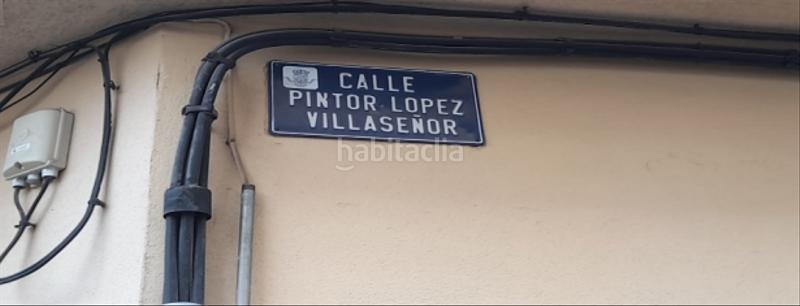 CALLE
PINTOR LOPEZ
VILLASEÑOR
habitaclia